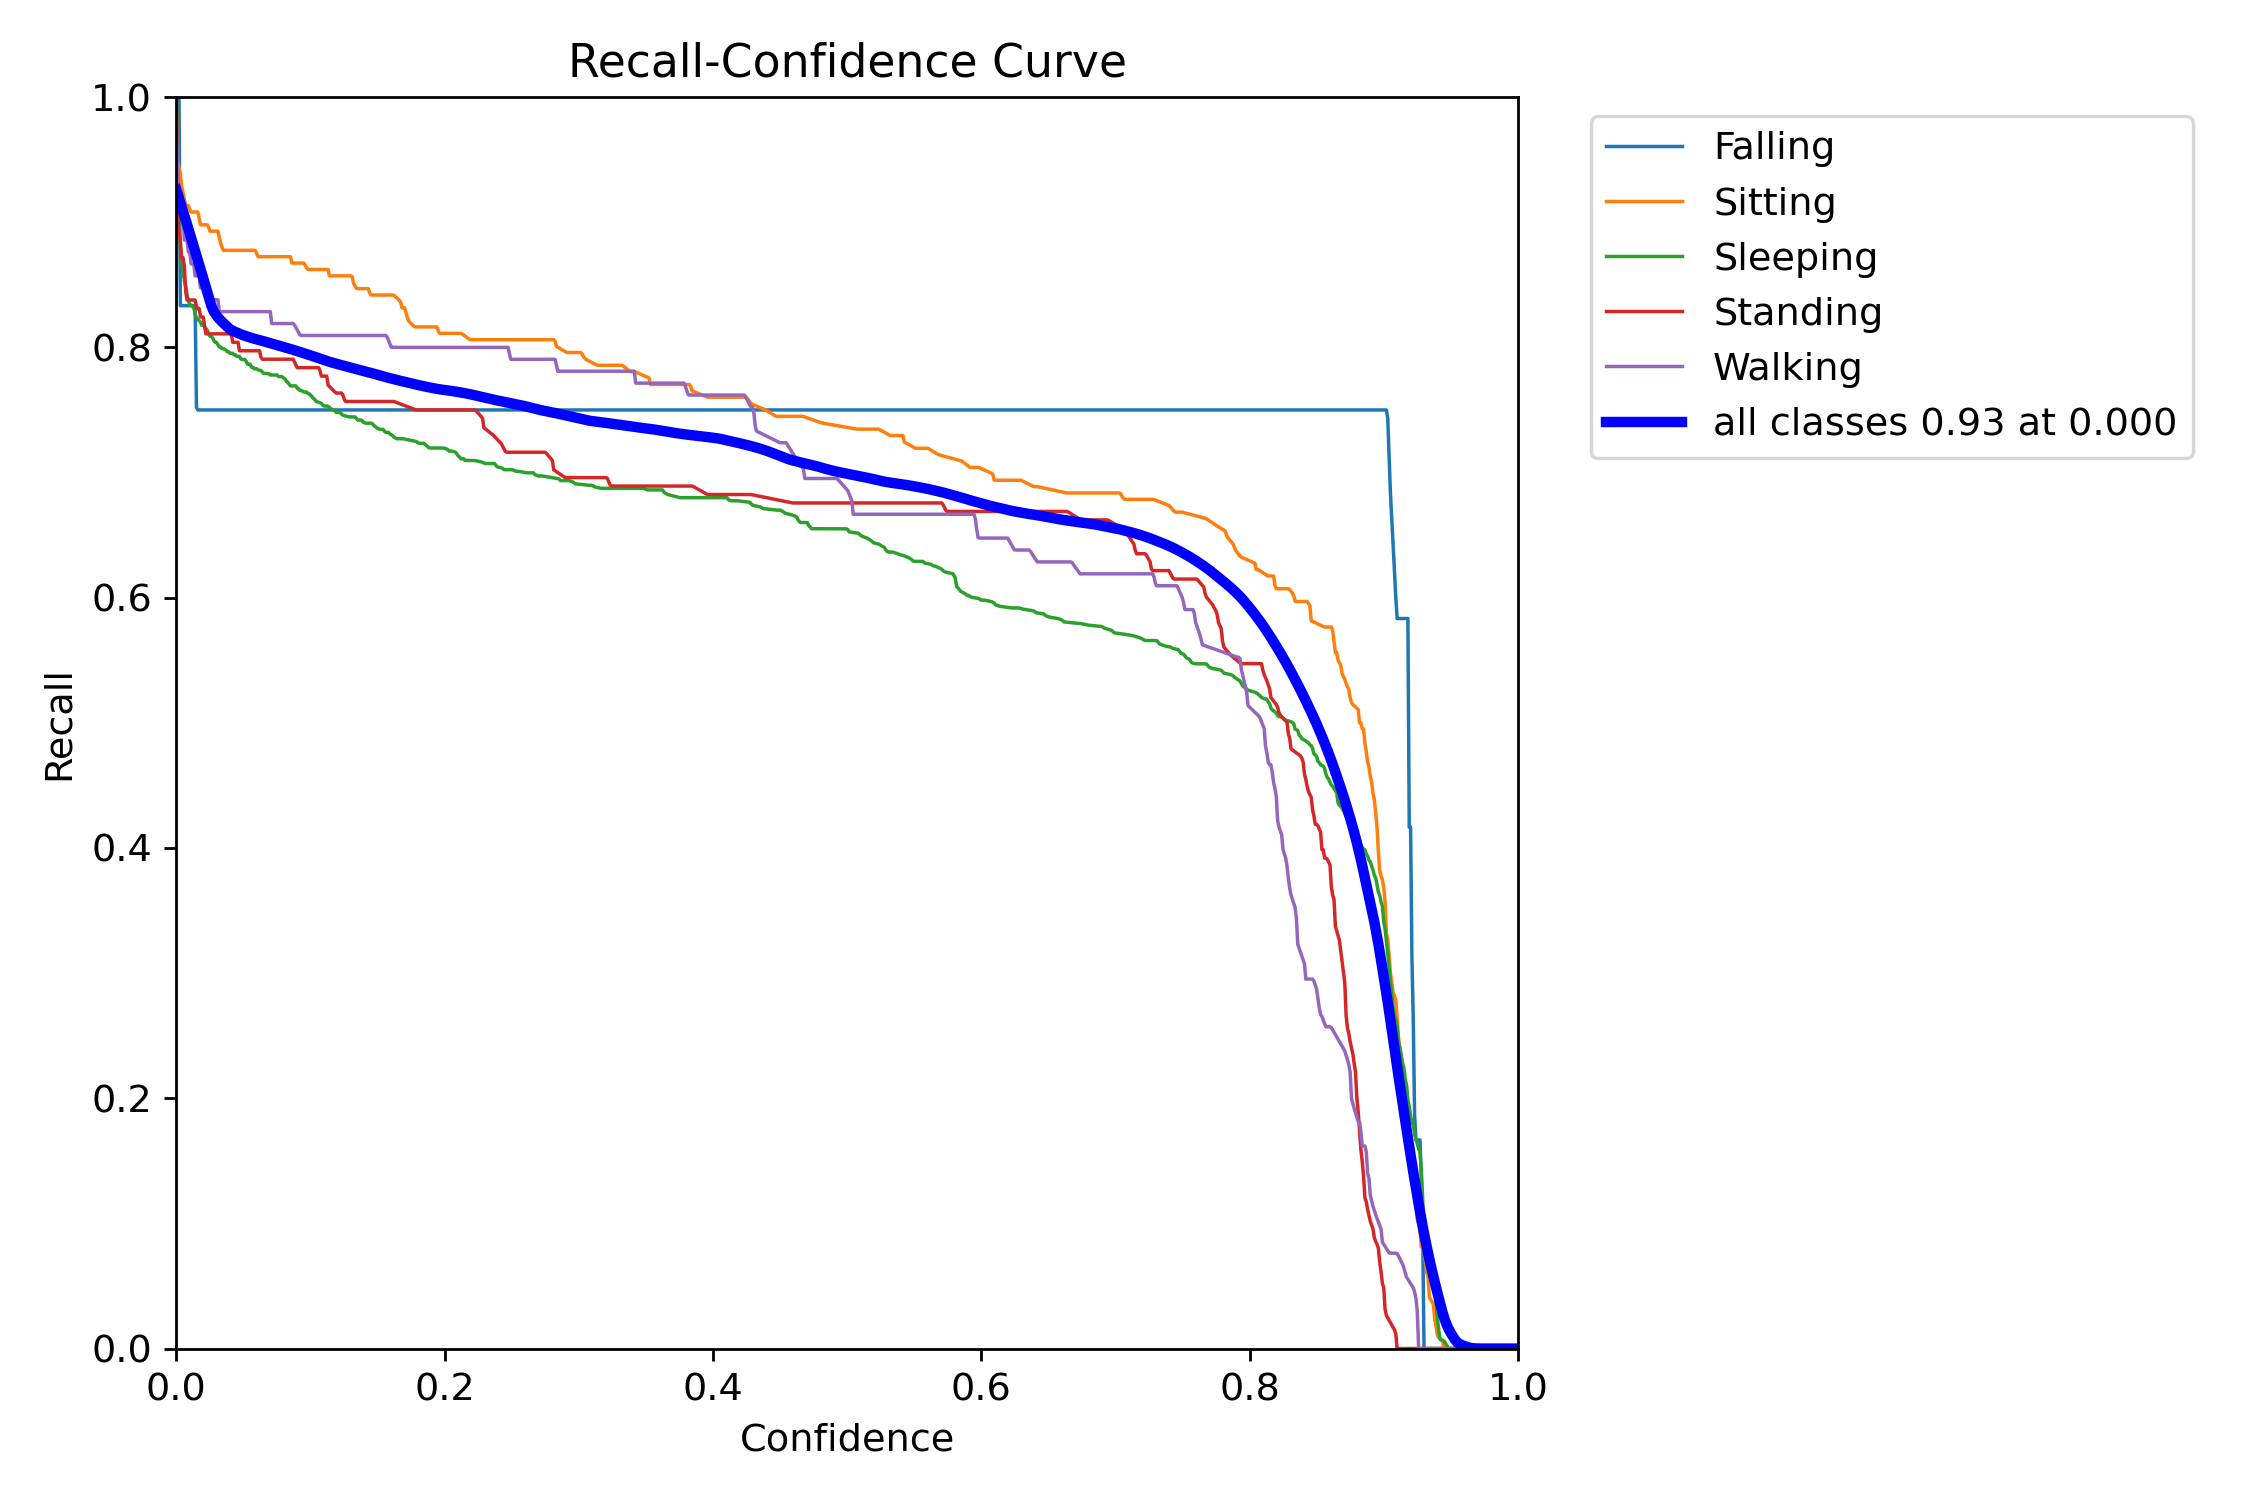 Recall-Confidence Curve
1.0
0.8
0.6
0.4
0.2
0.0
Recall
0.0 0.2 0.4 0.6 0.8 1.0
Confidence
Falling
Sitting
Sleeping
Standing
Walking
all classes 0.93 at 0.000